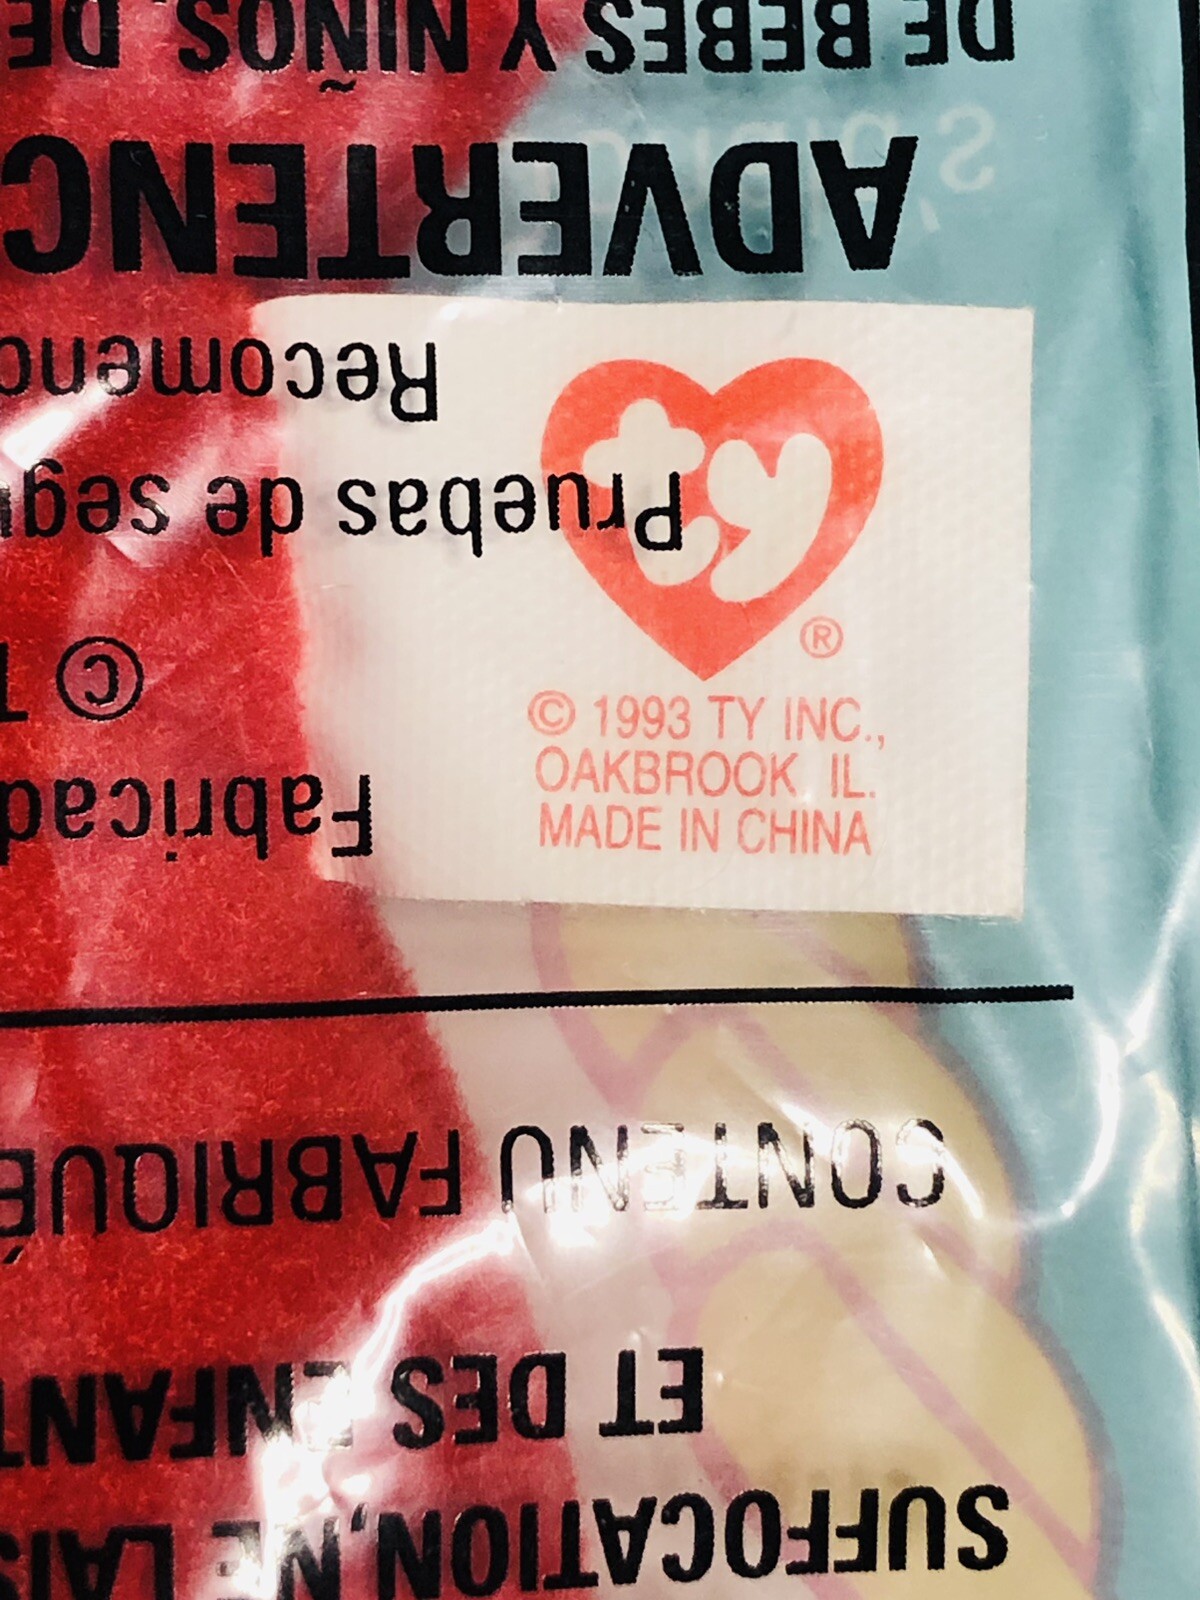 ty
®
© 1993 TY INC.,
OAKBROOK, IL.
MADE IN CHINA
SUFFOCATION, NE LAIS
ET DES ENFANT
CONTENU FABRIQUÉ
Fabricad
©
Pruebas de segu
Recomenc
ADVERTENC
DE BEBES Y NIÑOS. DE